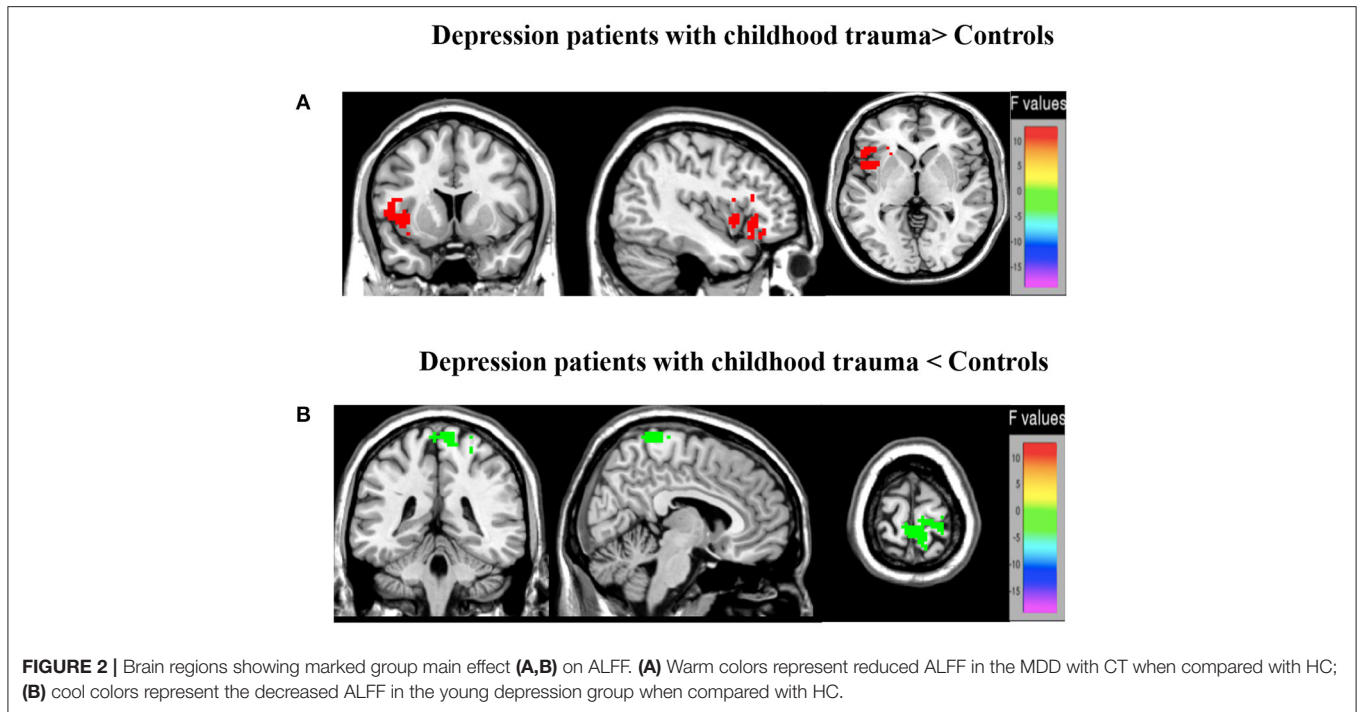 Depression patients with childhood trauma> Controls
A
F values
10
5
0
-5
-10
-15
Depression patients with childhood trauma < Controls
B
F values
10
5
0
-5
-10
-15
FIGURE 2 | Brain regions showing marked group main effect (A,B) on ALFF. (A) Warm colors represent reduced ALFF in the MDD with CT when compared with HC;
(B) cool colors represent the decreased ALFF in the young depression group when compared with HC.